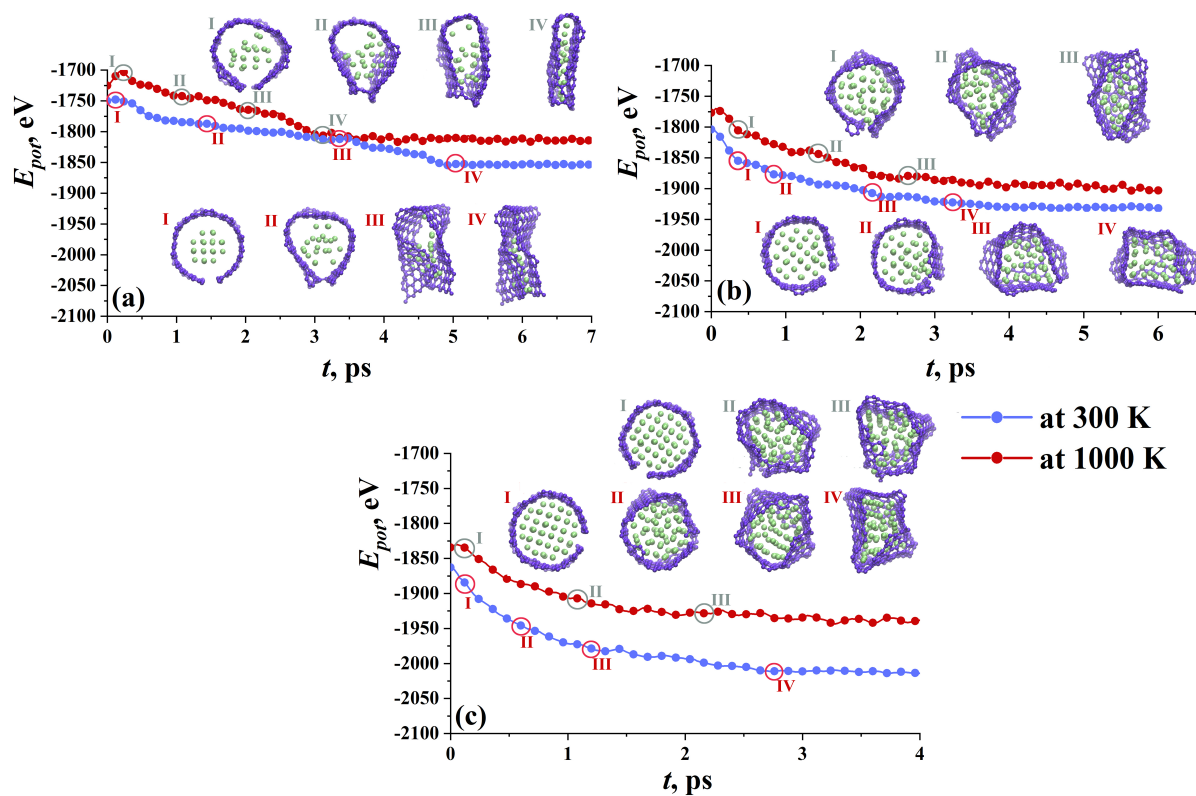 I II III IV
-1700
-1750
-1800
-1850
-1900
-1950
-2000
-2050
-2100
E_pot, eV
I II III IV
I II III IV
I II III IV
(a)
0 1 2 3 4 5 6 7
t, ps
I II III
-1700
-1750
-1800
-1850
-1900
-1950
-2000
-2050
-2100
E_pot, eV
I II III
I II III IV
I II III IV
(b)
0 1 2 3 4 5 6
t, ps
I II III
-1700
-1750
-1800
-1850
-1900
-1950
-2000
-2050
-2100
E_pot, eV
I II III IV
I II III
I II III IV
(c)
0 1 2 3 4
t, ps
at 300 K
at 1000 K